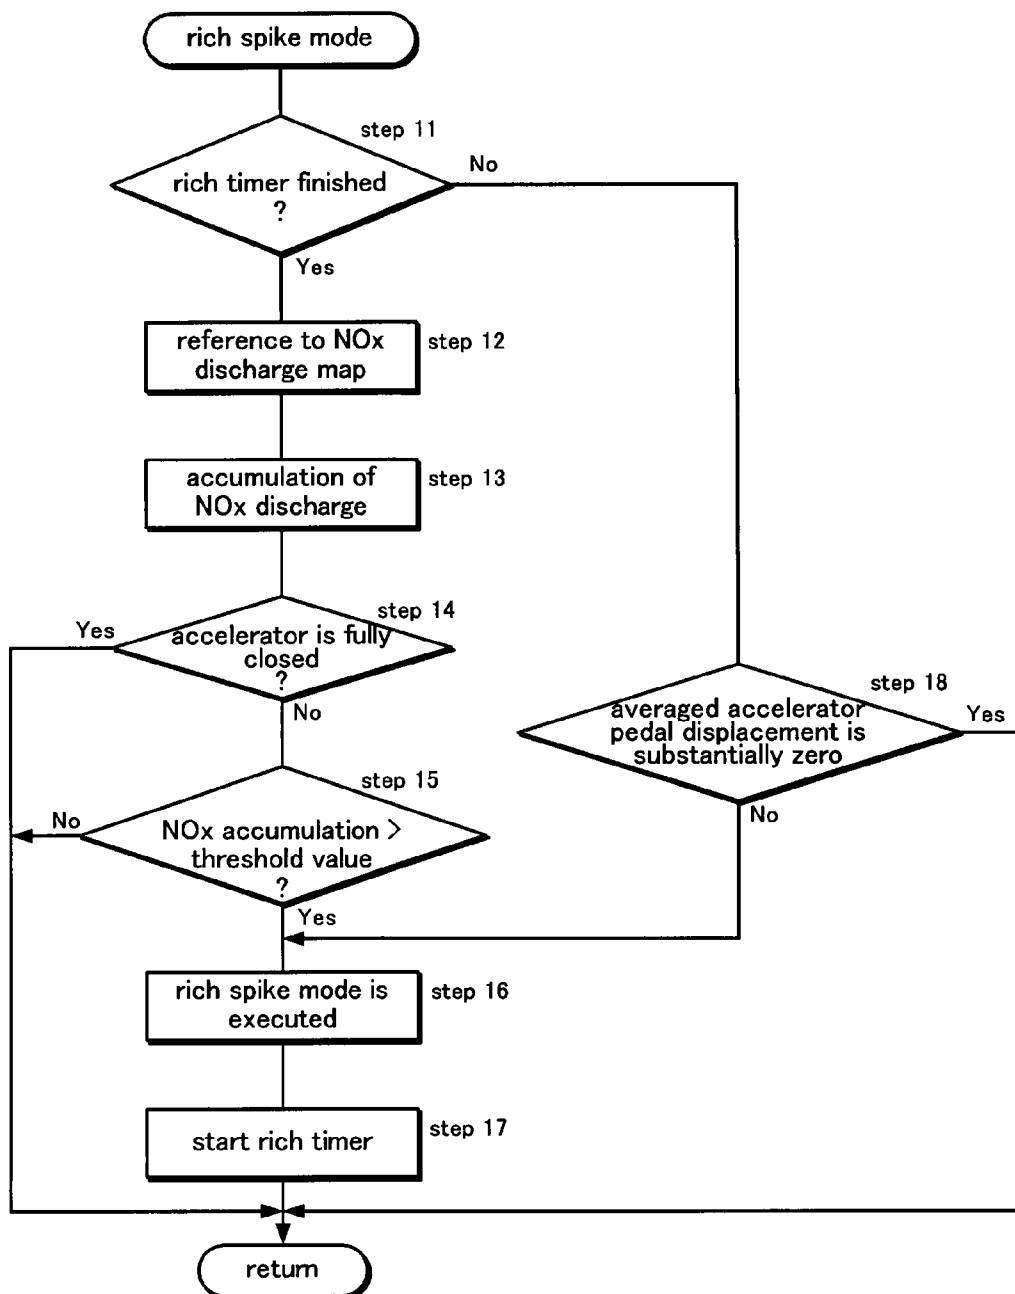 rich spike mode
step 11
No
rich timer finished
?
Yes
reference to NOx
discharge map
step 12
accumulation of
NOx discharge
step 13
step 14
Yes
accelerator is fully
closed
?
No
step 18
averaged accelerator
pedal displacement is
substantially zero
Yes
No
step 15
No
NOx accumulation >
threshold value
?
Yes
rich spike mode is
executed
step 16
start rich timer
step 17
return